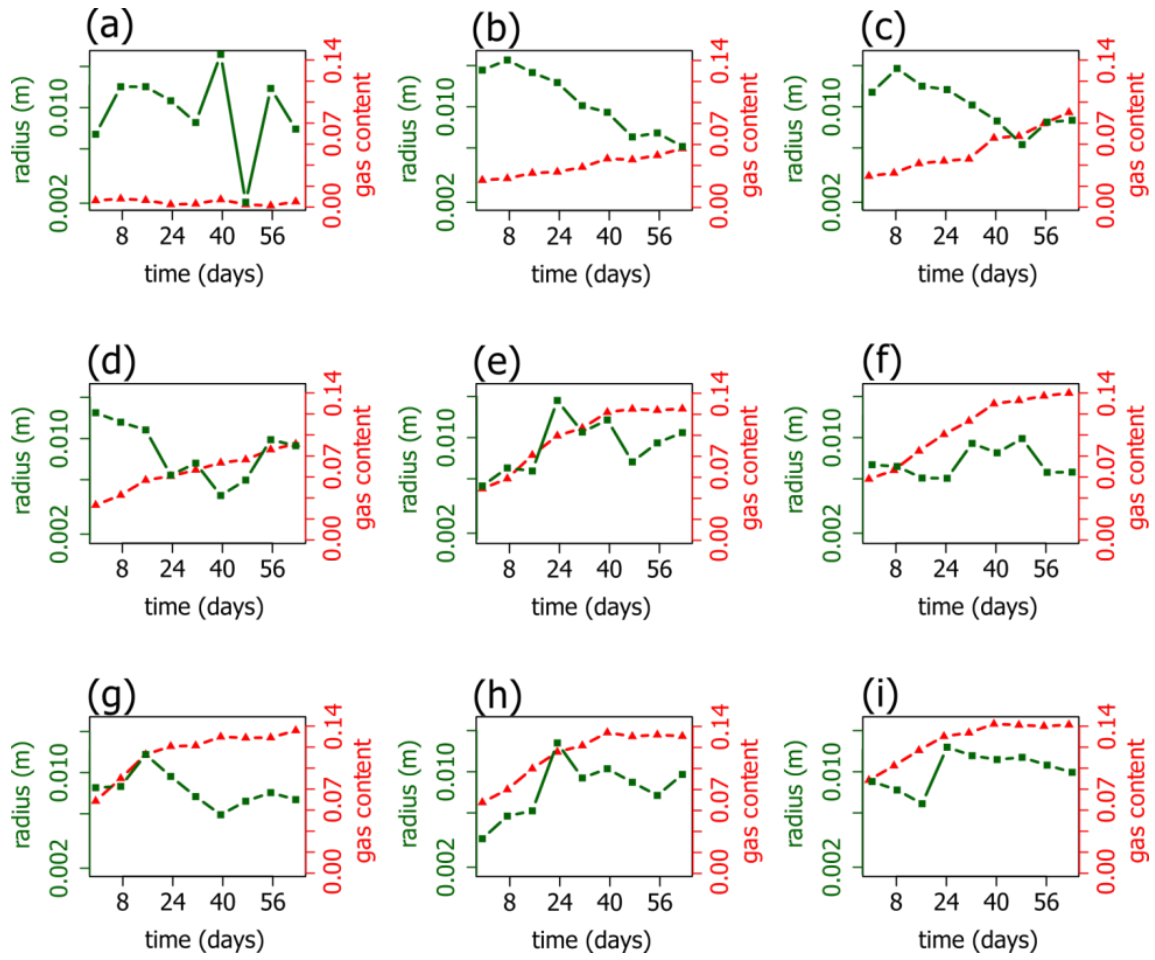 (a) (b) (c)
radius (m) 0.002 0.010 0.00 0.07 0.14 gas content radius (m) 0.002 0.010 0.00 0.07 0.14 gas content radius (m) 0.002 0.010 0.00 0.07 0.14 gas content
8 24 40 56 8 24 40 56 8 24 40 56
time (days) time (days) time (days)
(d) (e) (f)
radius (m) 0.002 0.010 0.00 0.07 0.14 gas content radius (m) 0.002 0.010 0.00 0.07 0.14 gas content radius (m) 0.002 0.010 0.00 0.07 0.14 gas content
8 24 40 56 8 24 40 56 8 24 40 56
time (days) time (days) time (days)
(g) (h) (i)
radius (m) 0.002 0.010 0.00 0.07 0.14 gas content radius (m) 0.002 0.010 0.00 0.07 0.14 gas content radius (m) 0.002 0.010 0.00 0.07 0.14 gas content
8 24 40 56 8 24 40 56 8 24 40 56
time (days) time (days) time (days)